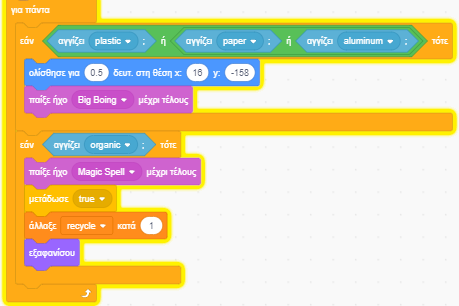 για πάντα
εάν αγγίζει plastic ; ή αγγίζει paper ; ή αγγίζει aluminum ; τότε
ολίσθησε για 0.5 δευτ. στη θέση x: 16 y: -158
παίξε ήχο Big Boing μέχρι τέλους
εάν αγγίζει organic ; τότε
παίξε ήχο Magic Spell μέχρι τέλους
μετάδωσε true
άλλαξε recycle κατά 1
εξαφανίσου